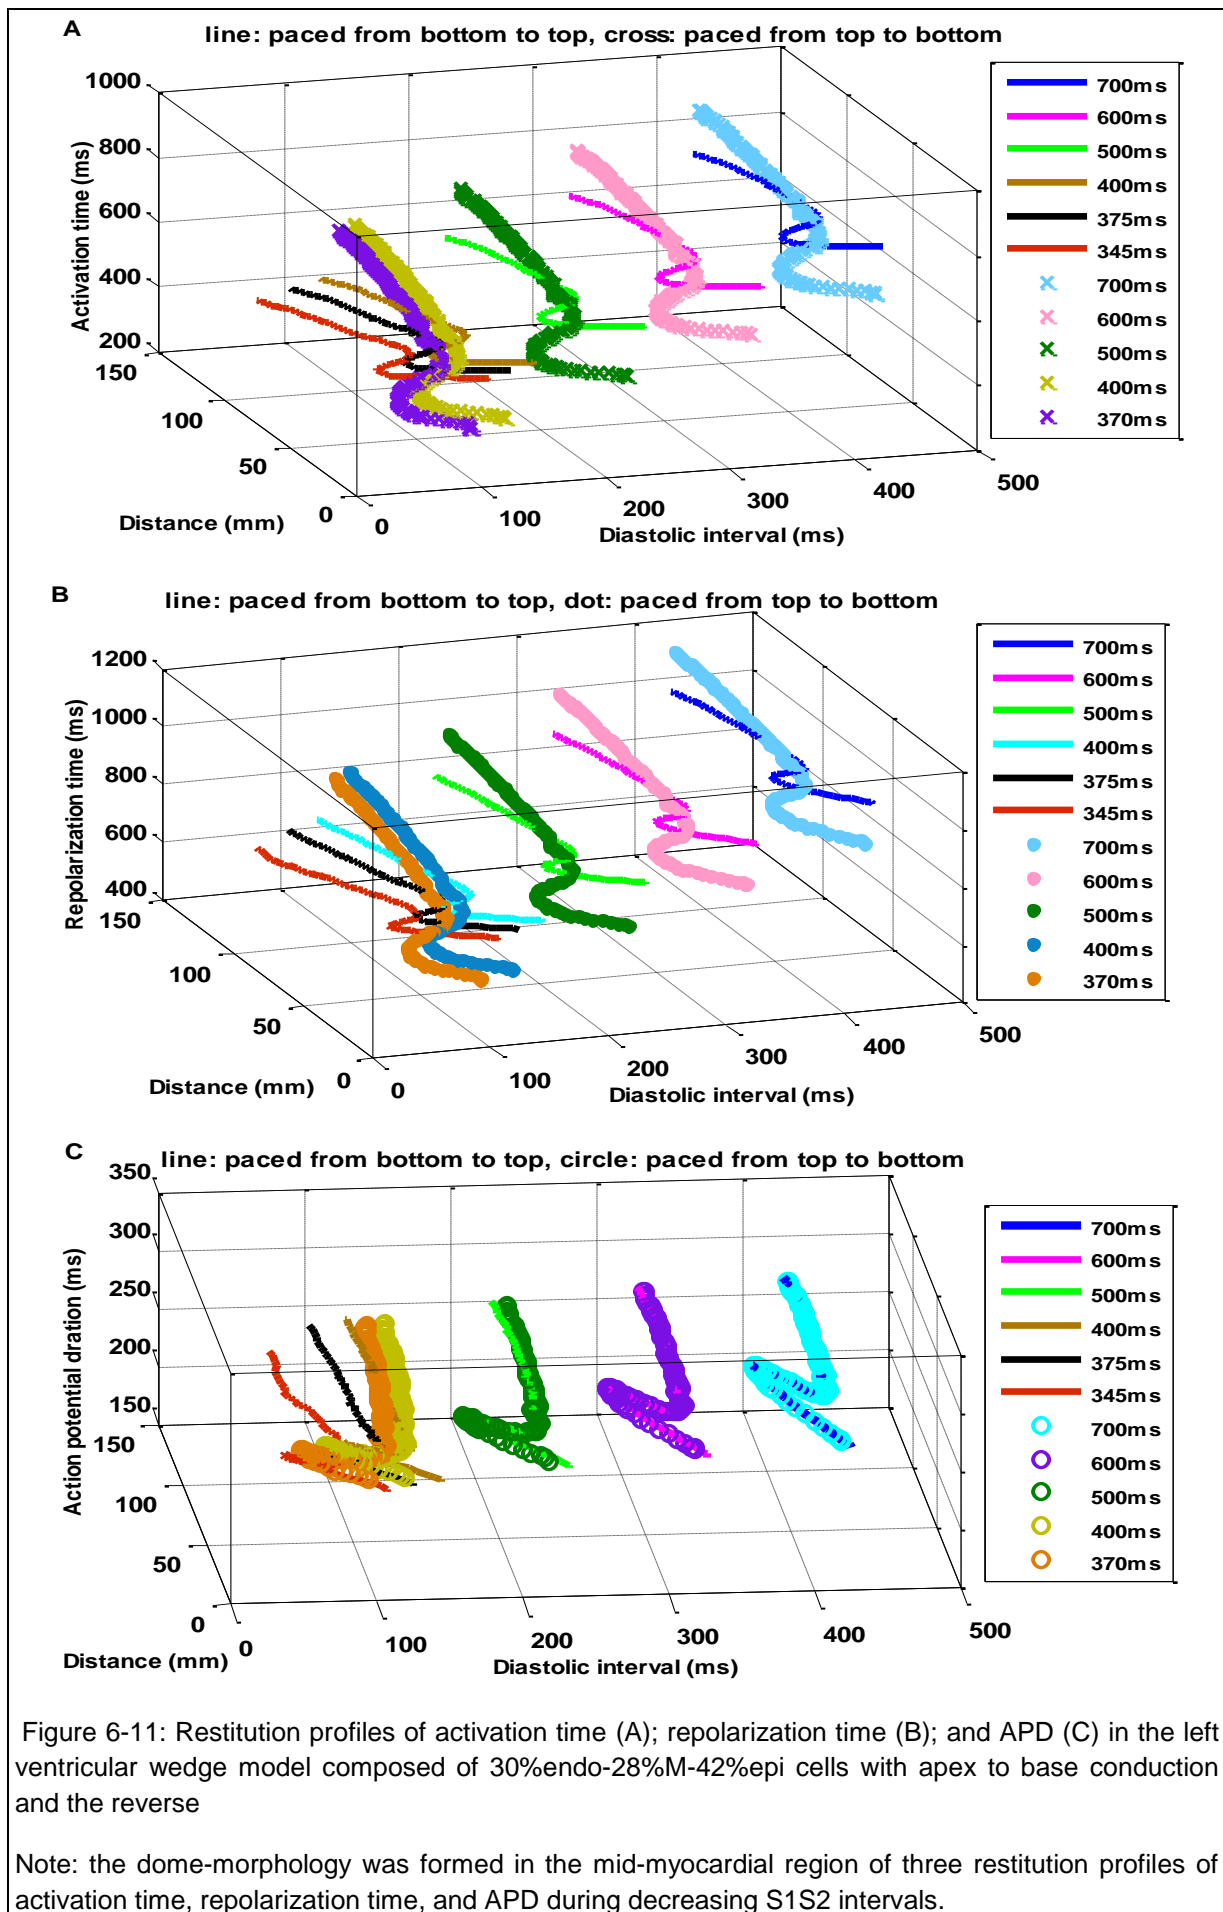 A
line: paced from bottom to top, cross: paced from top to bottom
1000
800
600
400
200
Activation time (ms)
150
100
50
0
Distance (mm)
0
100
200
300
400
500
Diastolic interval (ms)
700ms
600ms
500ms
400ms
375ms
345ms
700ms
600ms
500ms
400ms
370ms
B
line: paced from bottom to top, dot: paced from top to bottom
1200
1000
800
600
400
Repolarization time (ms)
150
100
50
0
Distance (mm)
0
100
200
300
400
500
Diastolic interval (ms)
700ms
600ms
500ms
400ms
375ms
345ms
700ms
600ms
500ms
400ms
370ms
C
line: paced from bottom to top, circle: paced from top to bottom
350
300
250
200
150
Action potential dration (ms)
150
100
50
0
Distance (mm)
0
100
200
300
400
500
Diastolic interval (ms)
700ms
600ms
500ms
400ms
375ms
345ms
700ms
600ms
500ms
400ms
370ms
Figure 6-11: Restitution profiles of activation time (A); repolarization time (B); and APD (C) in the left
ventricular wedge model composed of 30%endo-28%M-42%epi cells with apex to base conduction
and the reverse
Note: the dome-morphology was formed in the mid-myocardial region of three restitution profiles of
activation time, repolarization time, and APD during decreasing S1S2 intervals.